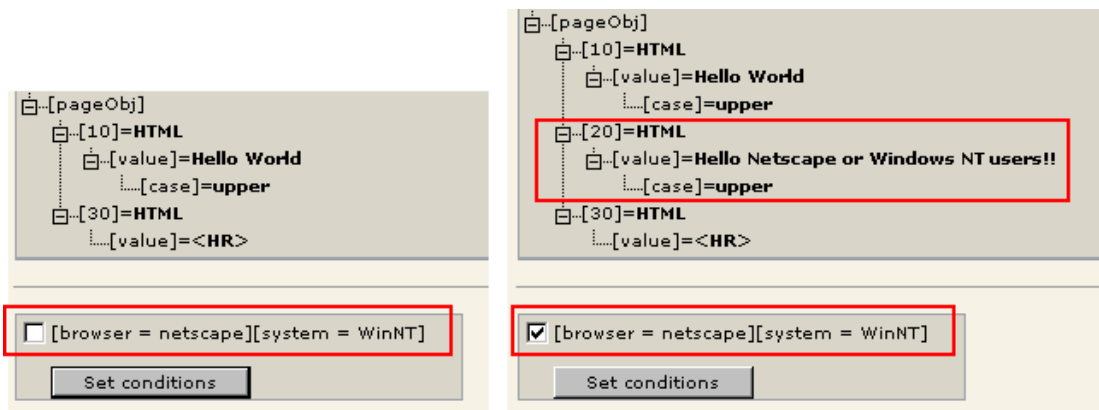 [pageObj]
[10]=HTML
[value]=Hello World
[case]=upper
[30]=HTML
[value]=<HR>
[browser = netscape][system = WinNT]
Set conditions
[pageObj]
[10]=HTML
[value]=Hello World
[case]=upper
[20]=HTML
[value]=Hello Netscape or Windows NT users!!
[case]=upper
[30]=HTML
[value]=<HR>
[browser = netscape][system = WinNT]
Set conditions